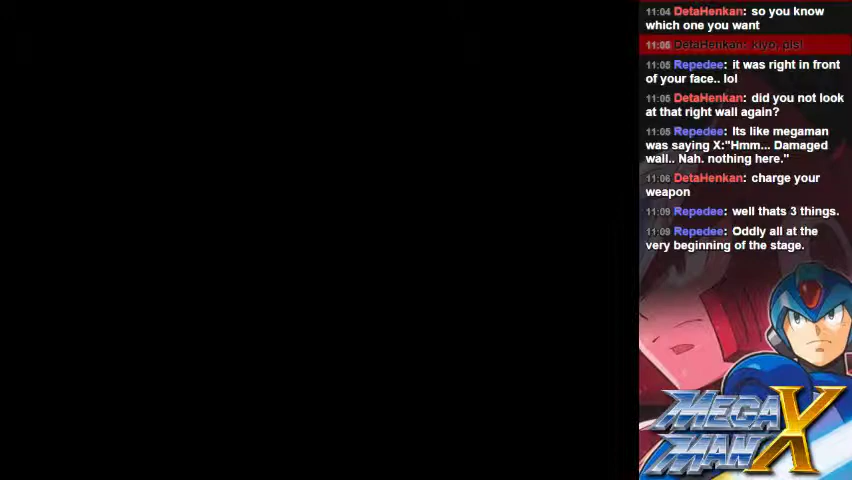 11:04 DetaHenkan: so you know
which one you want
11:05 DetaHenkan: kiyo, pls!
11:05 Repedee: it was right in front
of your face.. lol
11:05 DetaHenkan: did you not look
at that right wall again?
11:05 Repedee: Its like megaman
was saying X:"Hmm... Damaged
wall.. Nah. nothing here."
11:06 DetaHenkan: charge your
weapon
11:09 Repedee: well thats 3 things.
11:09 Repedee: Oddly all at the
very beginning of the stage.
MEGA
MAN X